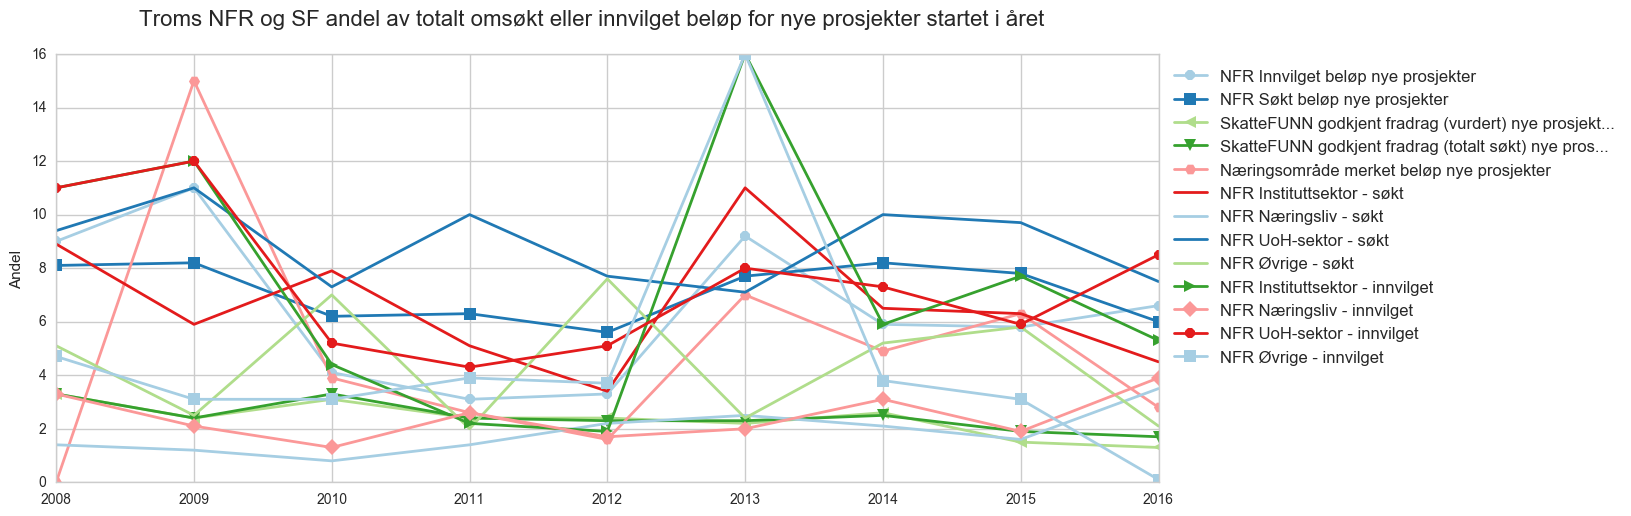 Troms NFR og SF andel av totalt omsøkt eller innvilget beløp for nye prosjekter startet i året
16
14
12
10
8
6
4
2
0
Andel
2008 2009 2010 2011 2012 2013 2014 2015 2016
NFR Innvilget beløp nye prosjekter
NFR Søkt beløp nye prosjekter
SkatteFUNN godkjent fradrag (vurdert) nye prosjekt...
SkatteFUNN godkjent fradrag (totalt søkt) nye pros...
Næringsområde merket beløp nye prosjekter
NFR Instituttsektor - søkt
NFR Næringsliv - søkt
NFR UoH-sektor - søkt
NFR Øvrige - søkt
NFR Instituttsektor - innvilget
NFR Næringsliv - innvilget
NFR UoH-sektor - innvilget
NFR Øvrige - innvilget